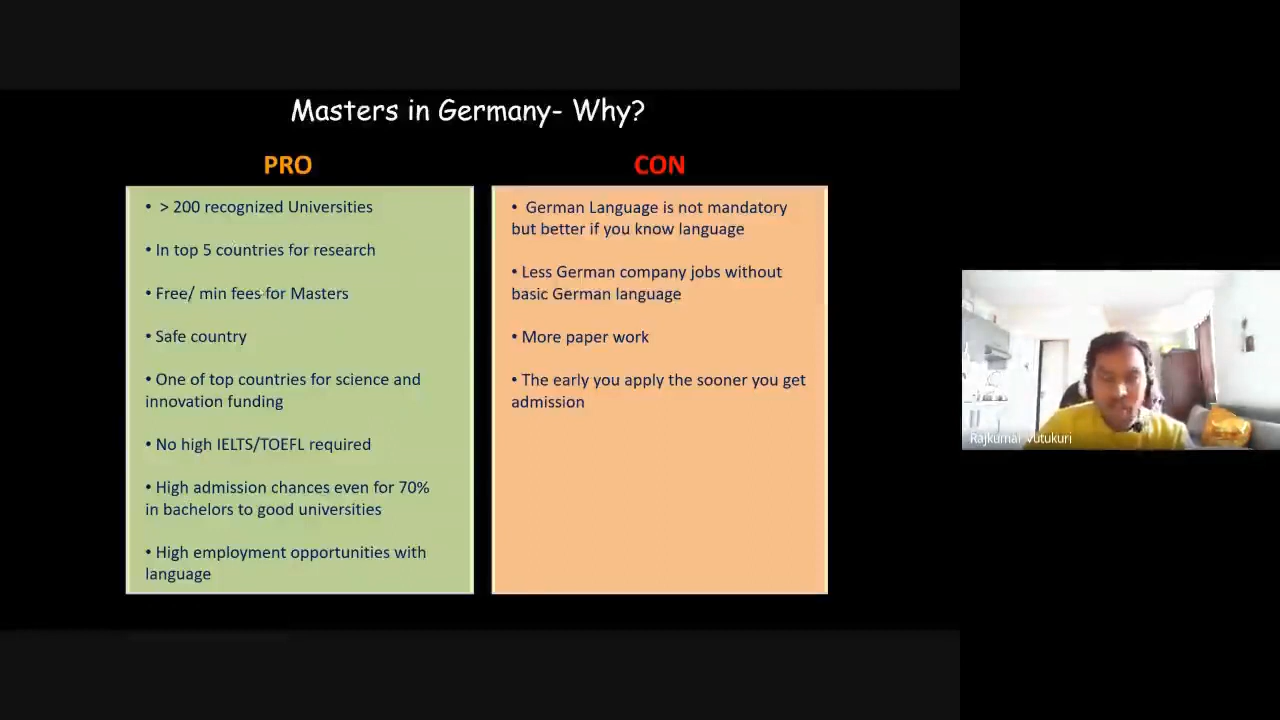 Masters in Germany- Why?
PRO
• > 200 recognized Universities
• In top 5 countries for research
• Free/ min fees for Masters
• Safe country
• One of top countries for science and
innovation funding
• No high IELTS/TOEFL required
• High admission chances even for 70%
in bachelors to good universities
• High employment opportunities with
language
CON
• German Language is not mandatory
but better if you know language
• Less German company jobs without
basic German language
• More paper work
• The early you apply the sooner you get
admission
Rajkumar Vutukuri